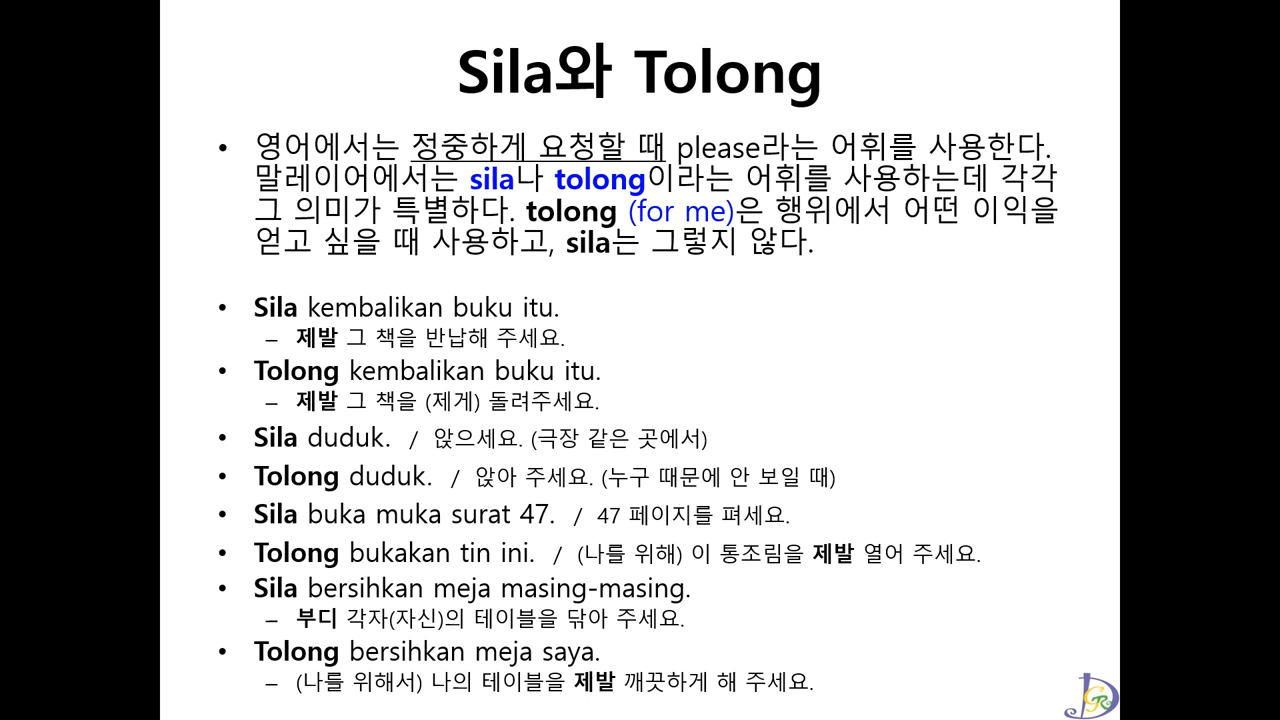 Sila와 Tolong
• 영어에서는 정중하게 요청할 때 please라는 어휘를 사용한다.
말레이어에서는 sila나 tolong이라는 어휘를 사용하는데 각각
그 의미가 특별하다. tolong (for me)은 행위에서 어떤 이익을
얻고 싶을 때 사용하고, sila는 그렇지 않다.
• Sila kembalikan buku itu.
– 제발 그 책을 반납해 주세요.
• Tolong kembalikan buku itu.
– 제발 그 책을 (제게) 돌려주세요.
• Sila duduk. / 앉으세요. (극장 같은 곳에서)
• Tolong duduk. / 앉아 주세요. (누구 때문에 안 보일 때)
• Sila buka muka surat 47. / 47 페이지를 펴세요.
• Tolong bukakan tin ini. / (나를 위해) 이 통조림을 제발 열어 주세요.
• Sila bersihkan meja masing-masing.
– 부디 각자(자신)의 테이블을 닦아 주세요.
• Tolong bersihkan meja saya.
– (나를 위해서) 나의 테이블을 제발 깨끗하게 해 주세요.